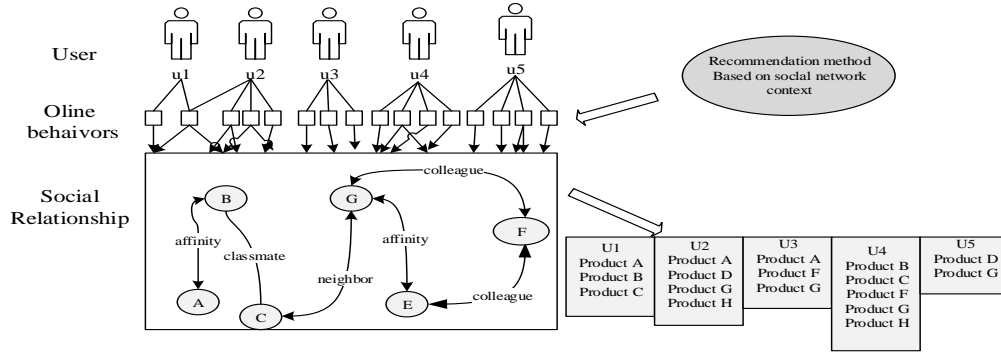 User
u1
u2
u3
u4
u5
Recommendation method
Based on social network
context
Oline
behaivors
Social
Relationship
colleague
B
G
F
affinity
classmate
affinity
neighbor
colleague
A
C
E
U1
Product A
Product B
Product C
U2
Product A
Product D
Product G
Product H
U3
Product A
Product F
Product G
U4
Product B
Product C
Product F
Product G
Product H
U5
Product D
Product G